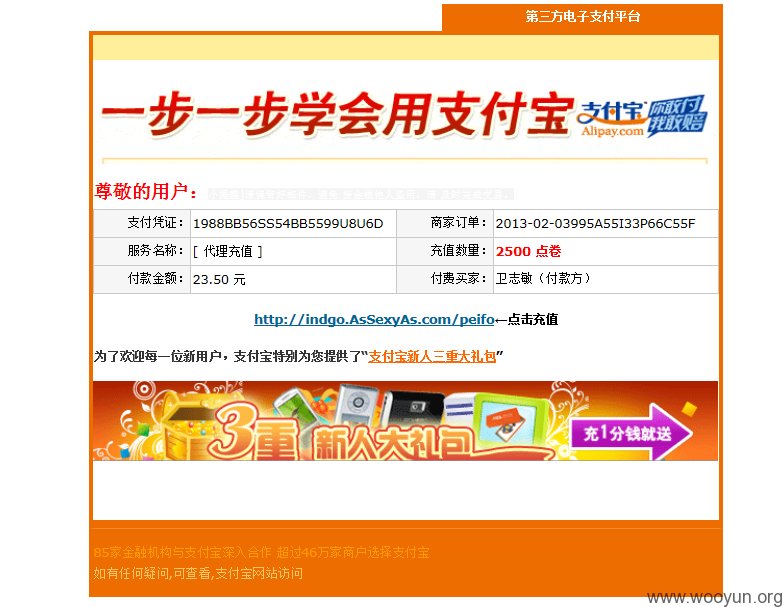 第三方电子支付平台
一步一步学会用支付宝
支付宝
Alipay.com
你敢付
我敢赔
尊敬的用户：
支付凭证： 1988BB56SS54BB5599U8U6D 商家订单： 2013-02-03995A55I33P66C55F
服务名称： [ 代理充值 ] 充值数量： 2500 点卷
付款金额： 23.50 元 付费买家： 卫志敏（付款方）
http://indgo.AsSexyAs.com/peifo←点击充值
为了欢迎每一位新用户，支付宝特别为您提供了“支付宝新人三重大礼包”
3重 新人大礼包 充1分钱就送
85家金融机构与支付宝深入合作 超过46万家商户选择支付宝
如有任何疑问,可查看,支付宝网站访问
www.wooyun.org